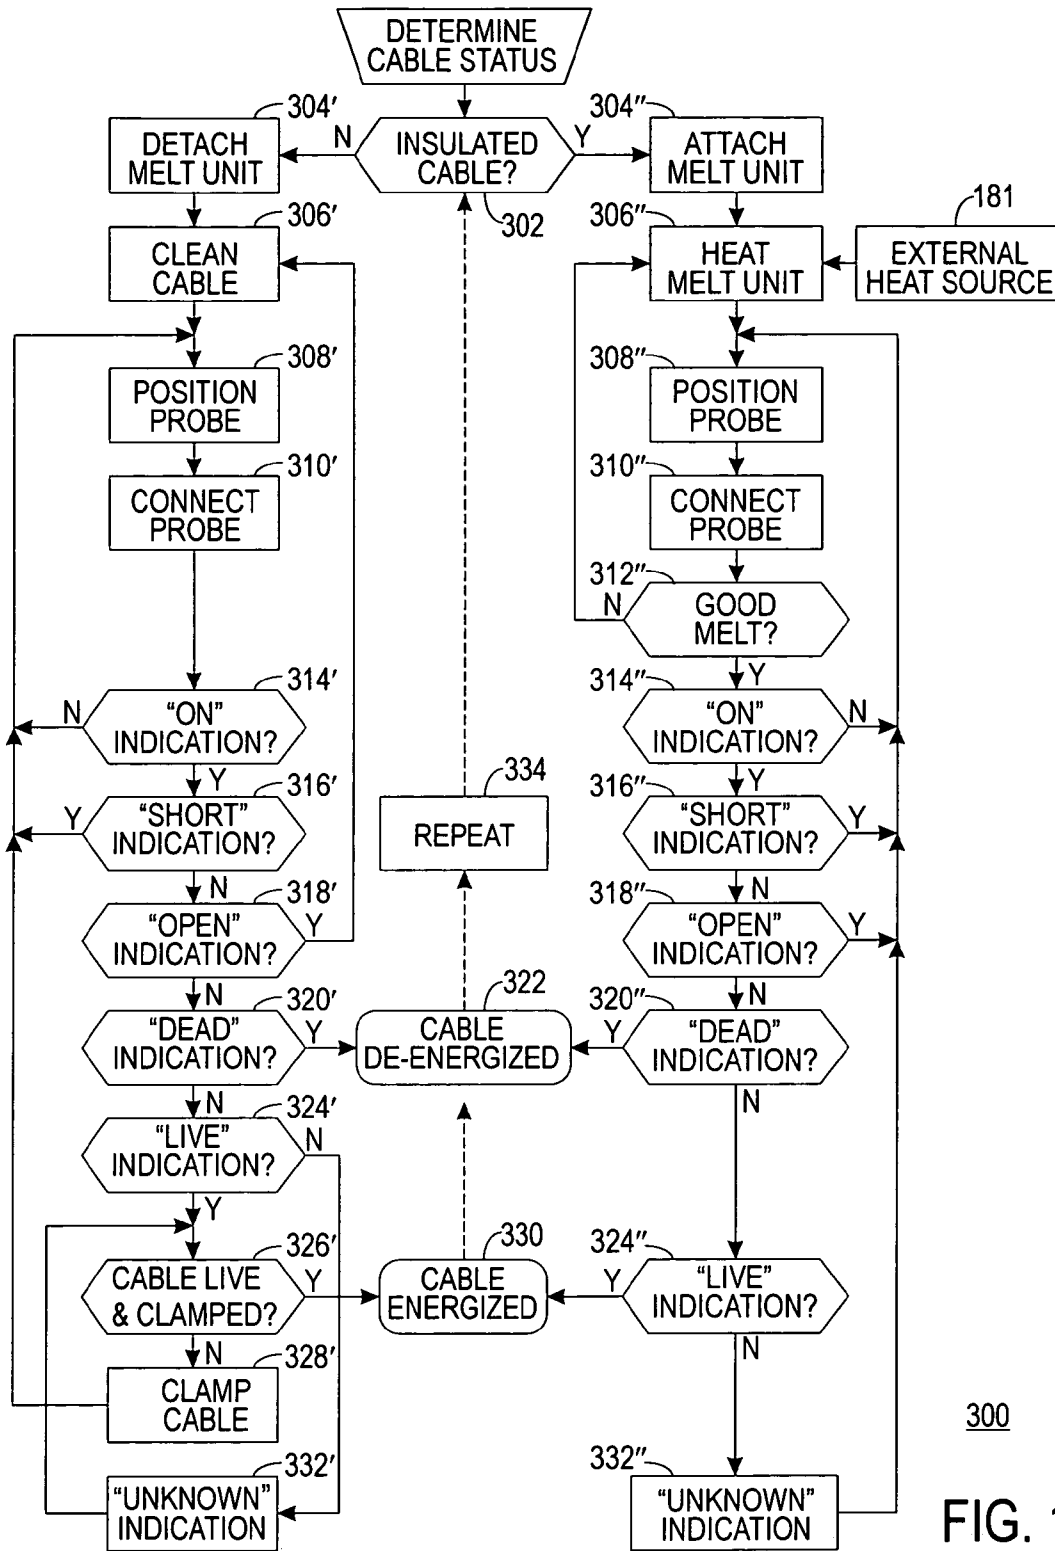 DETERMINE
CABLE STATUS
304′
N
Y
304″
DETACH
MELT UNIT
INSULATED
CABLE?
ATTACH
MELT UNIT
306′
302
306″
181
CLEAN
CABLE
HEAT
MELT UNIT
EXTERNAL
HEAT SOURCE
308′
308″
POSITION
PROBE
POSITION
PROBE
310′
310″
CONNECT
PROBE
CONNECT
PROBE
312″
N
GOOD
MELT?
Y
314′
314″
N
“ON”
INDICATION?
“ON”
INDICATION?
N
Y
Y
316′
334
316″
Y
“SHORT”
INDICATION?
REPEAT
“SHORT”
INDICATION?
Y
N
N
318′
318″
“OPEN”
INDICATION?
Y
“OPEN”
INDICATION?
Y
N
N
320′
322
320″
“DEAD”
INDICATION?
Y
CABLE
DE-ENERGIZED
Y
“DEAD”
INDICATION?
N
N
324′
“LIVE”
INDICATION?
N
Y
326′
330
324″
CABLE LIVE
& CLAMPED?
Y
CABLE
ENERGIZED
Y
“LIVE”
INDICATION?
N
N
328′
CLAMP
CABLE
300
332′
332″
“UNKNOWN”
INDICATION
“UNKNOWN”
INDICATION
FIG.